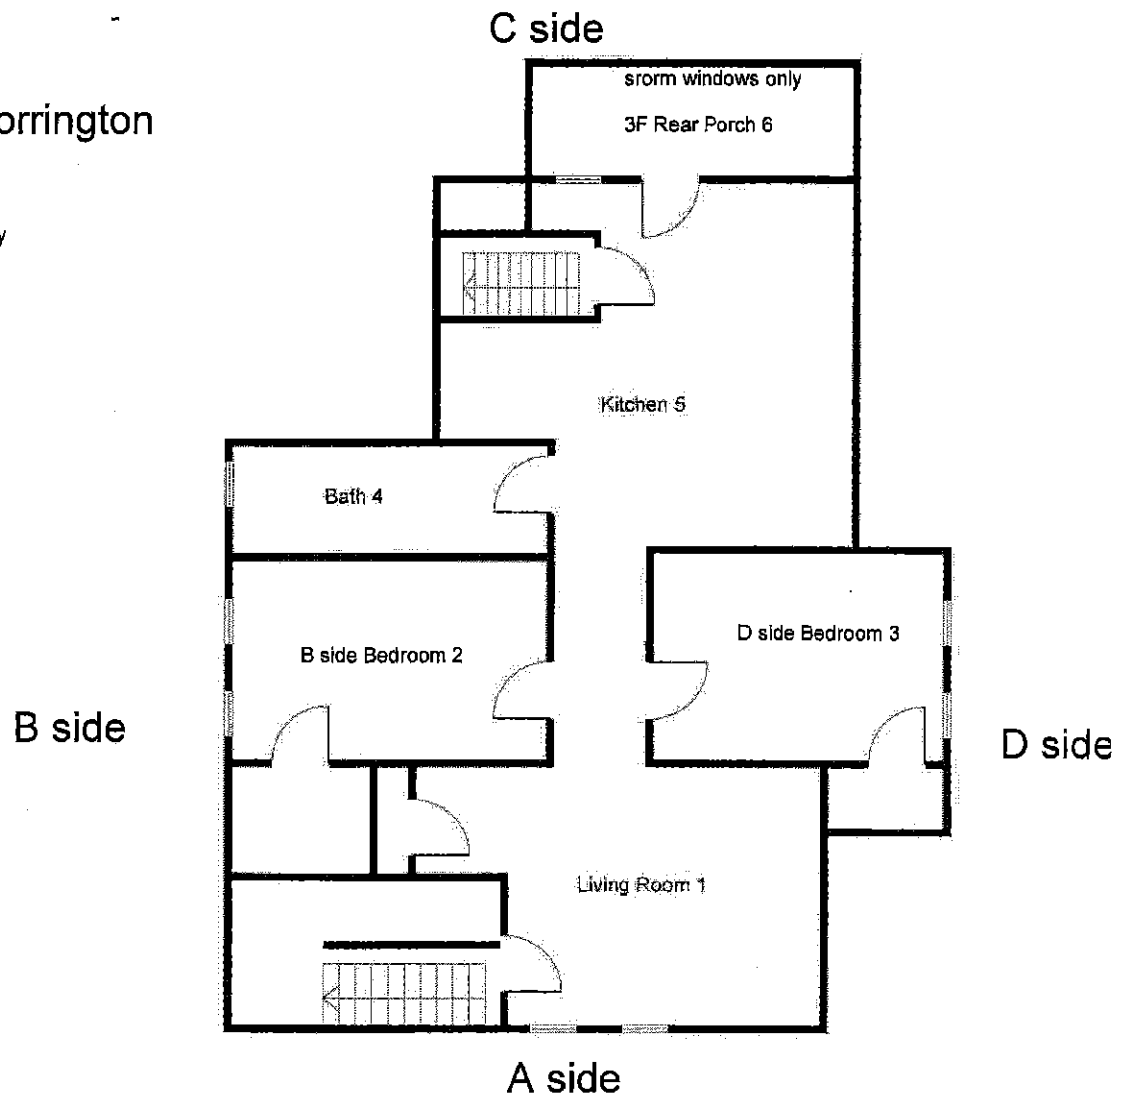 C side
srorm windows only
orrington
3F Rear Porch 6
y
Kitchen 5
Bath 4
D side Bedroom 3
B side Bedroom 2
B side
D side
Living Room 1
A side